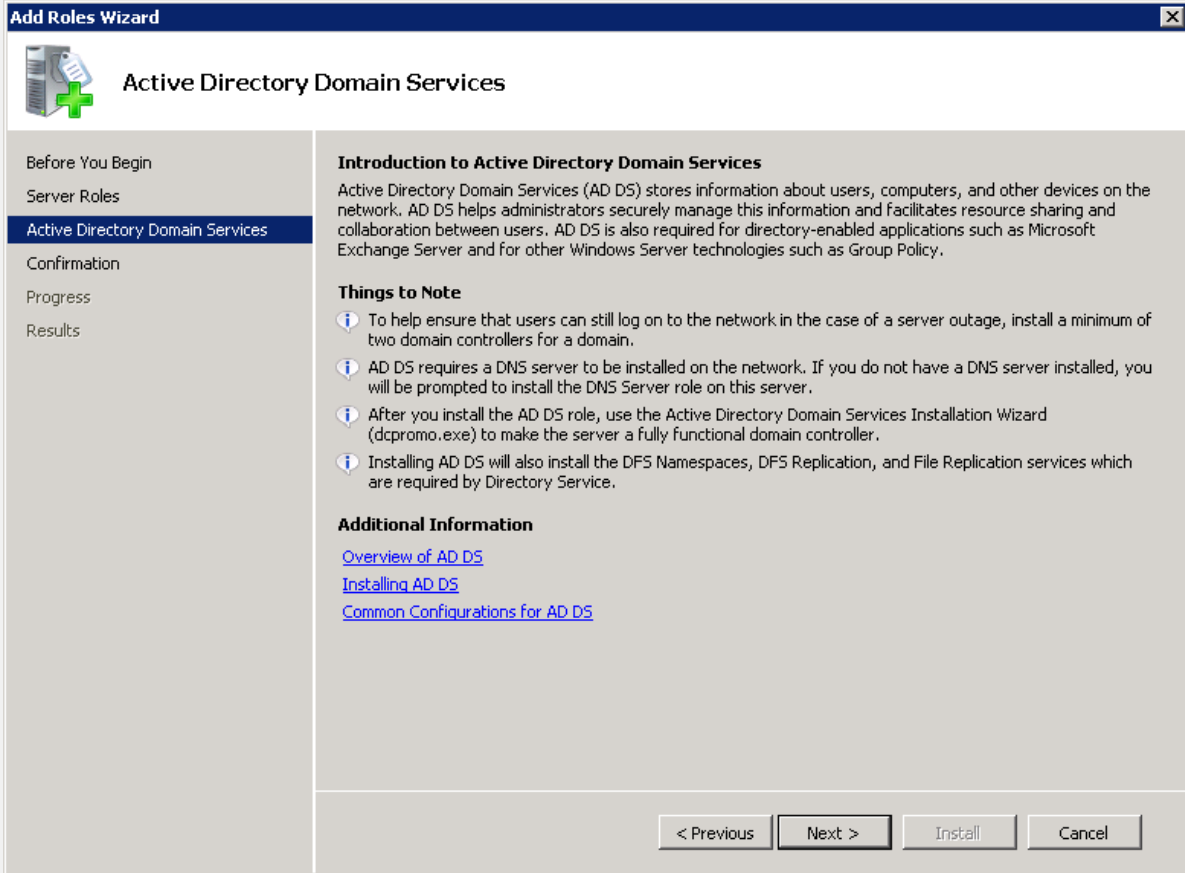 Add Roles Wizard
Active Directory Domain Services
Before You Begin
Server Roles
Active Directory Domain Services
Confirmation
Progress
Results
Introduction to Active Directory Domain Services
Active Directory Domain Services (AD DS) stores information about users, computers, and other devices on the
network. AD DS helps administrators securely manage this information and facilitates resource sharing and
collaboration between users. AD DS is also required for directory-enabled applications such as Microsoft
Exchange Server and for other Windows Server technologies such as Group Policy.
Things to Note
To help ensure that users can still log on to the network in the case of a server outage, install a minimum of
two domain controllers for a domain.
AD DS requires a DNS server to be installed on the network. If you do not have a DNS server installed, you
will be prompted to install the DNS Server role on this server.
After you install the AD DS role, use the Active Directory Domain Services Installation Wizard
(dcpromo.exe) to make the server a fully functional domain controller.
Installing AD DS will also install the DFS Namespaces, DFS Replication, and File Replication services which
are required by Directory Service.
Additional Information
Overview of AD DS
Installing AD DS
Common Configurations for AD DS
< Previous
Next >
Install
Cancel